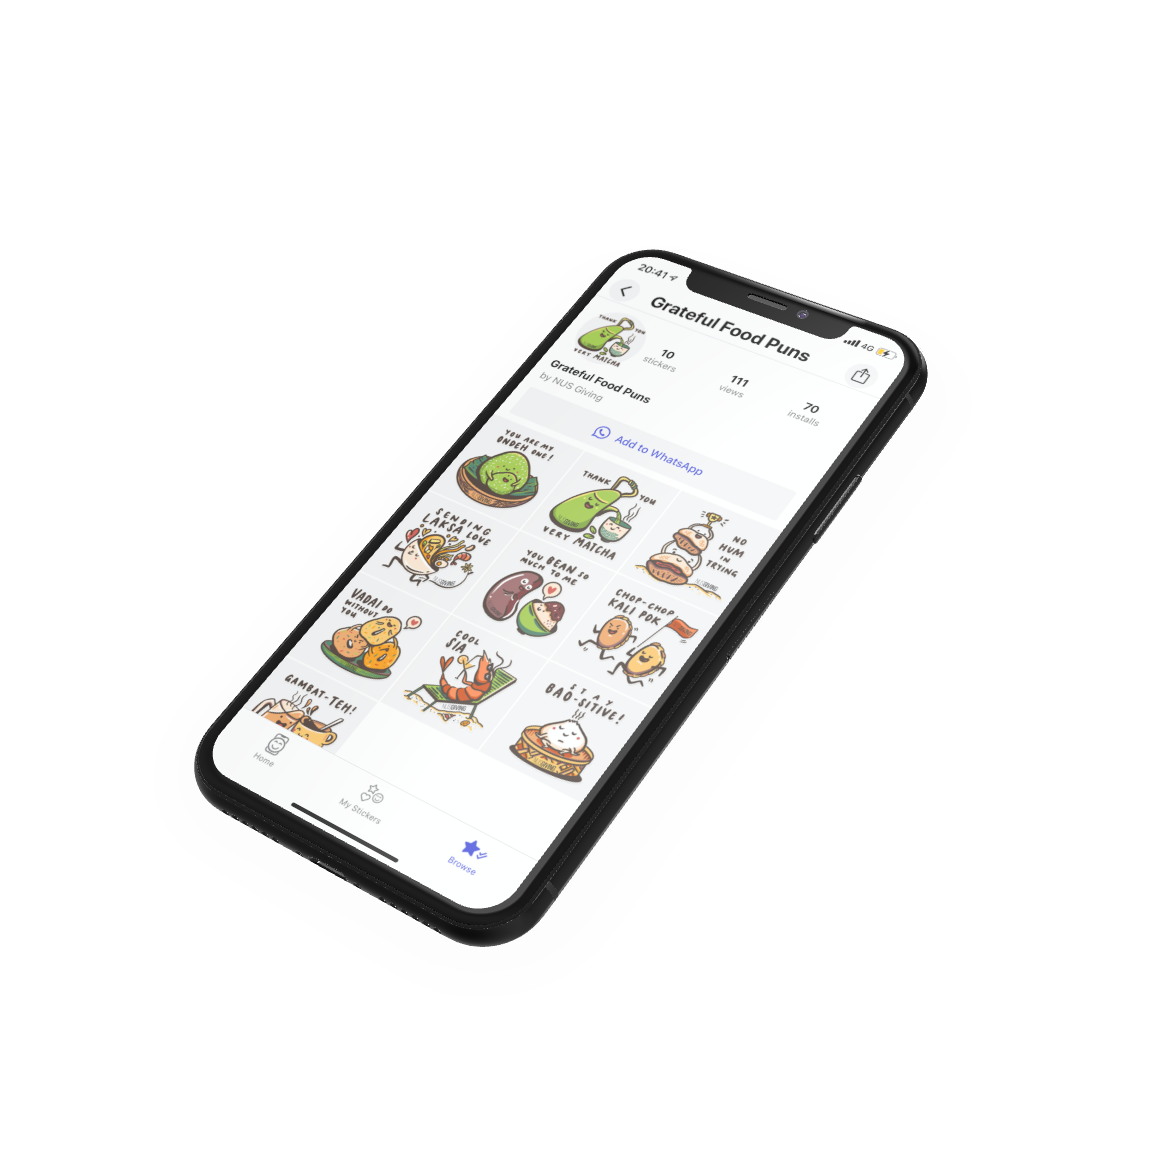 20:41
4G
Grateful Food Puns
THANK YOU
VERY MATCHA
10
stickers
111
views
70
installs
Grateful Food Puns
by NUS Giving
Add to WhatsApp
YOU ARE MY
ONDEH ONE!
THANK YOU
VERY MATCHA
NO
HUM
IN
TRYING
SENDING
LAKSA LOVE
GIVING
YOU BEAN SO
MUCH TO ME
CHOP-CHOP
KALI POK
VADAI DO
WITHOUT
YOU
COOL
SIA
GIVING
STAY
BAO-SITIVE!
GAMBAT-TEH!
Home
My Stickers
Browse